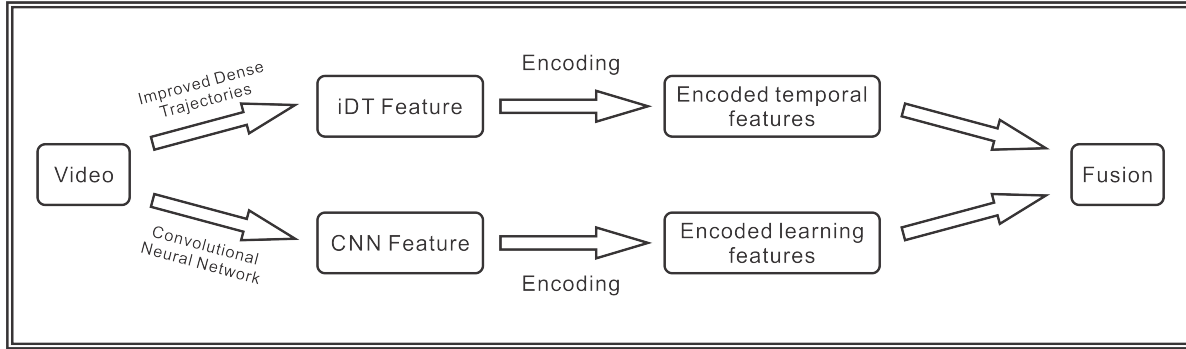 Video
Improved Dense
Trajectories
iDT Feature
Encoding
Encoded temporal
features
Convolutional
Neural Network
CNN Feature
Encoding
Encoded learning
features
Fusion